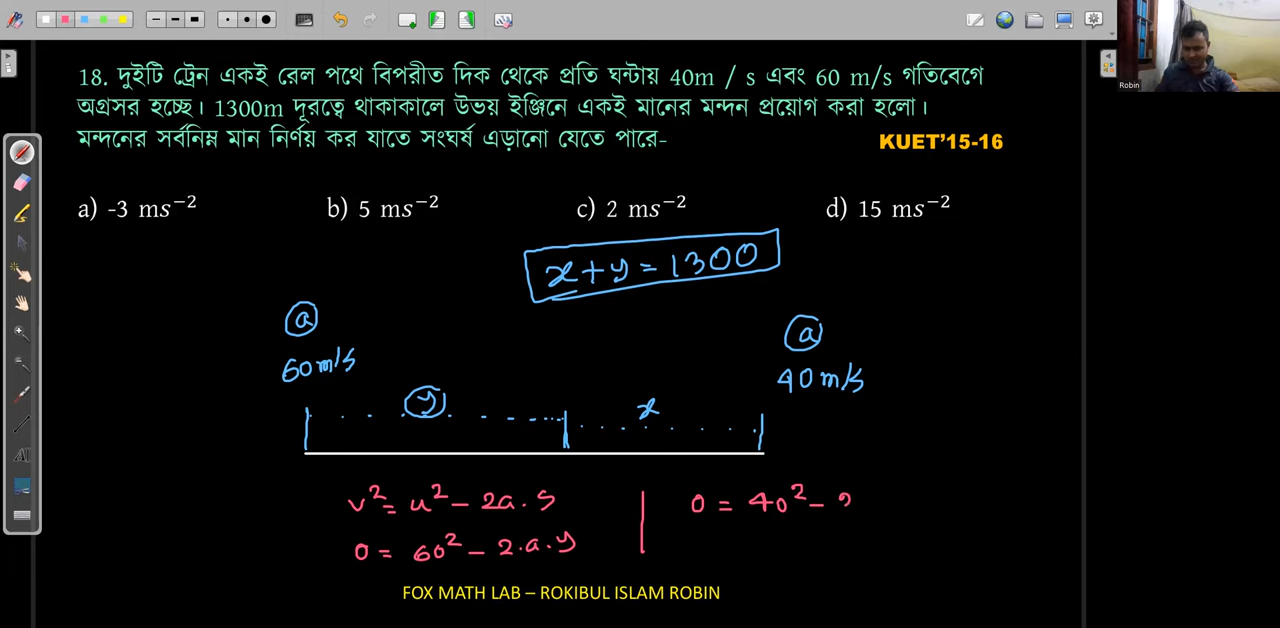 18. দুইটি ট্রেন একই রেল পথে বিপরীত দিক থেকে প্রতি ঘন্টায় 40m / s এবং 60 m/s গতিবেগে
অগ্রসর হচ্ছে। 1300m দূরত্বে থাকাকালে উভয় ইঞ্জিনে একই মানের মন্দন প্রয়োগ করা হলো।
মন্দনের সর্বনিম্ন মান নির্ণয় কর যাতে সংঘর্ষ এড়ানো যেতে পারে-
KUET’15-16
a) -3 ms⁻² b) 5 ms⁻² c) 2 ms⁻² d) 15 ms⁻²
x+y=1300
a a
60m/s 40m/s
y x
v²= u² – 2a.s 0 = 40² –
0 = 60² – 2.a.y
FOX MATH LAB – ROKIBUL ISLAM ROBIN
Robin